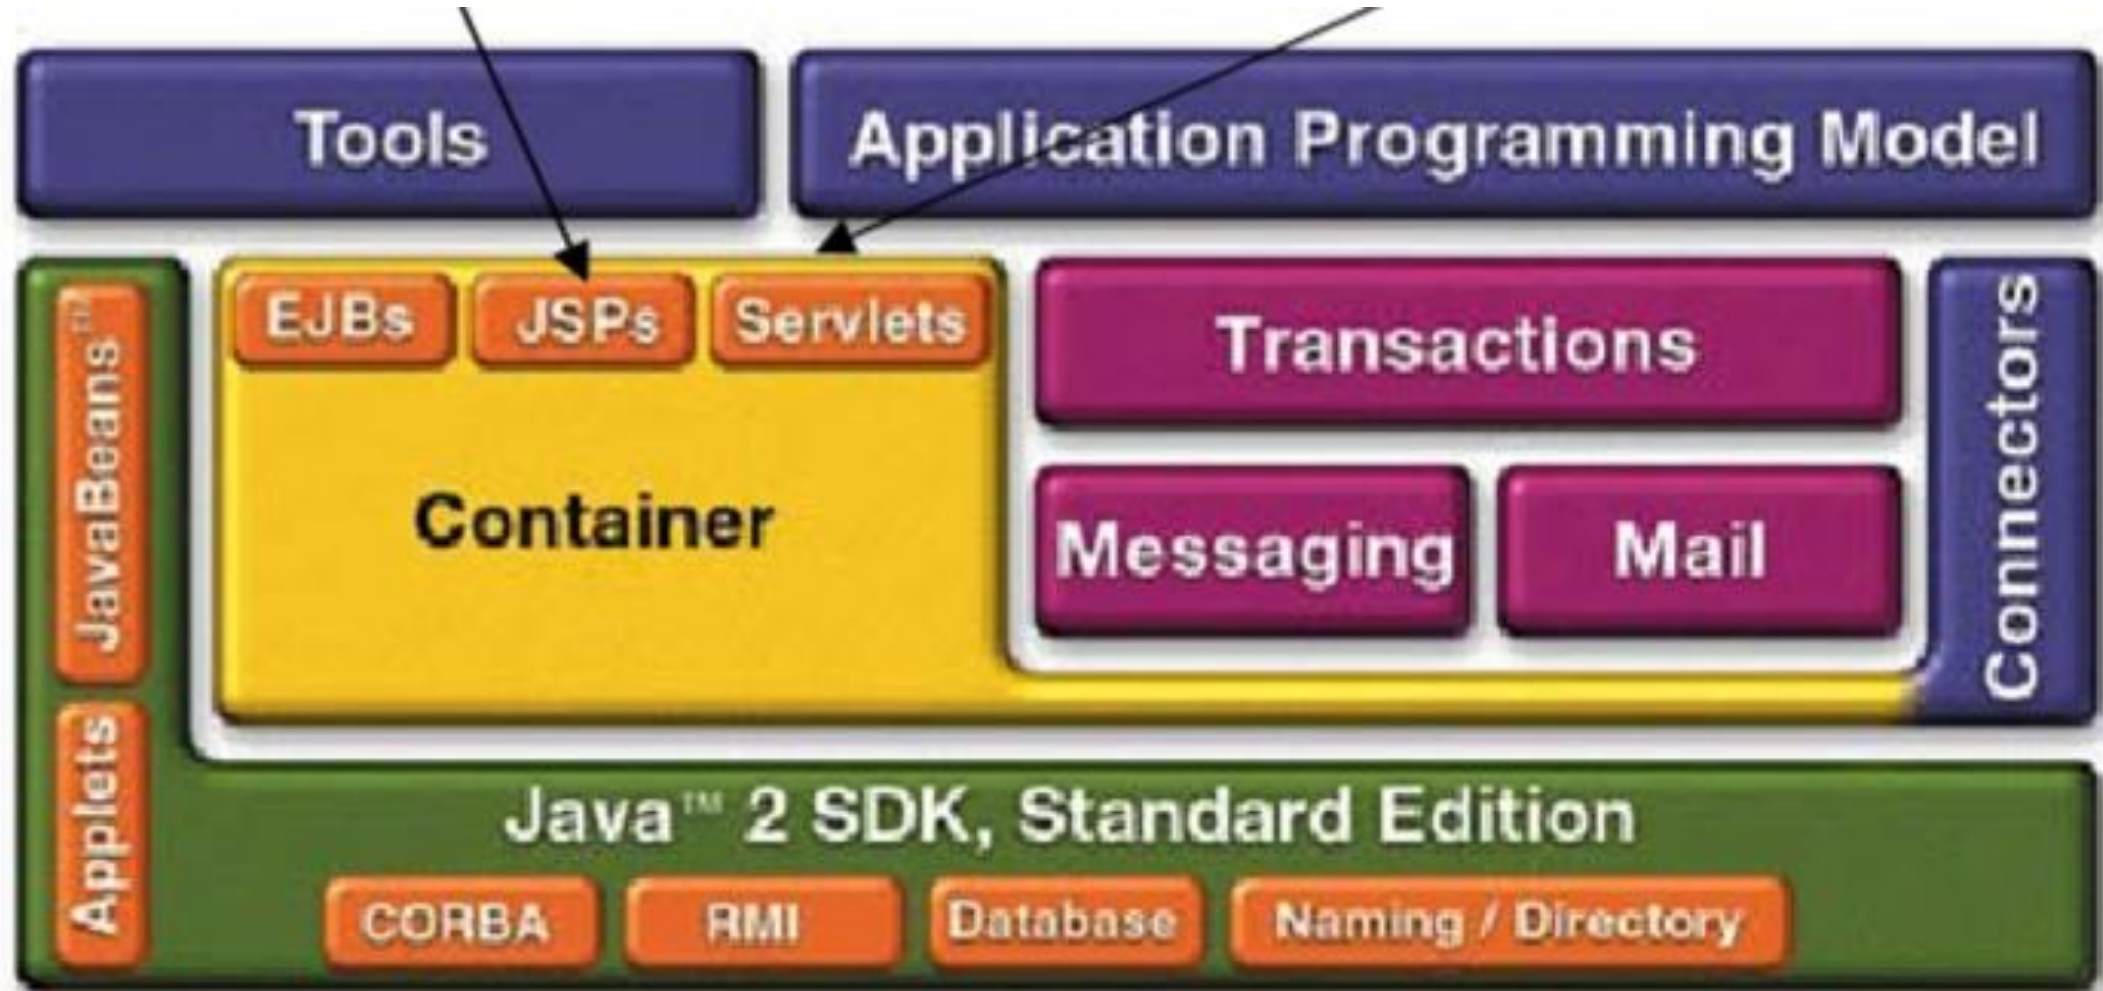 Tools
Application Programming Model
EJBs
JSPs
Servlets
Transactions
Connectors
JavaBeans™
Container
Messaging
Mail
Applets
Java™ 2 SDK, Standard Edition
CORBA
RMI
Database
Naming / Directory